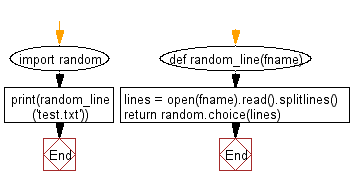 import random
print(random_line
('test.txt'))
End
def random_line(fname)
lines = open(fname).read().splitlines()
return random.choice(lines)
End